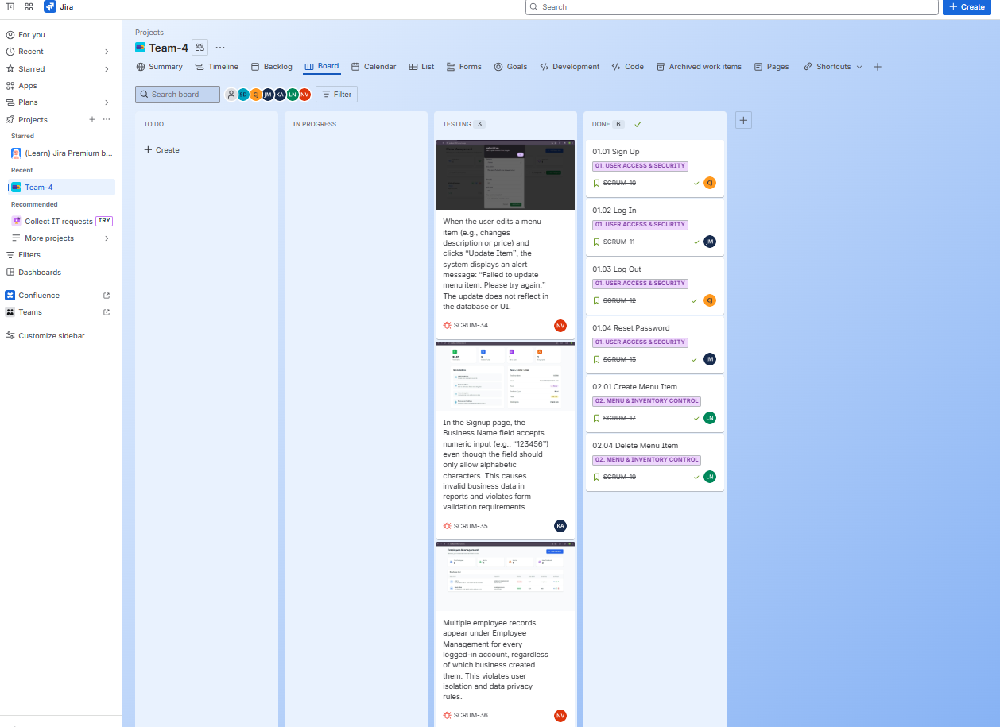 Jira
Search
Create
For you
Recent
Starred
Apps
Plans
Projects
Starred
(Learn) Jira Premium b...
Recent
Team-4
Recommended
Collect IT requests TRY
More projects
Filters
Dashboards
Confluence
Teams
Customize sidebar
Projects
Team-4
Summary Timeline Backlog Board Calendar List Forms Goals Development Code Archived work items Pages Shortcuts
Search board
SD CJ JM KA LN NV
Filter
TO DO
Create
IN PROGRESS
TESTING 3
When the user edits a menu
item (e.g., changes
description or price) and
clicks “Update Item”, the
system displays an alert
message: “Failed to update
menu item. Please try again.”
The update does not reflect in
the database or UI.
SCRUM-34 NV
In the Signup page, the
Business Name field accepts
numeric input (e.g., “123456”)
even though the field should
only allow alphabetic
characters. This causes
invalid business data in
reports and violates form
validation requirements.
SCRUM-35 KA
Employee Management
Multiple employee records
appear under Employee
Management for every
logged-in account, regardless
of which business created
them. This violates user
isolation and data privacy
rules.
SCRUM-36 NV
DONE 6
01.01 Sign Up
01. USER ACCESS & SECURITY
SCRUM-10 CJ
01.02 Log In
01. USER ACCESS & SECURITY
SCRUM-11 JM
01.03 Log Out
01. USER ACCESS & SECURITY
SCRUM-12 CJ
01.04 Reset Password
01. USER ACCESS & SECURITY
SCRUM-13 JM
02.01 Create Menu Item
02. MENU & INVENTORY CONTROL
SCRUM-17 LN
02.04 Delete Menu Item
02. MENU & INVENTORY CONTROL
SCRUM-19 LN